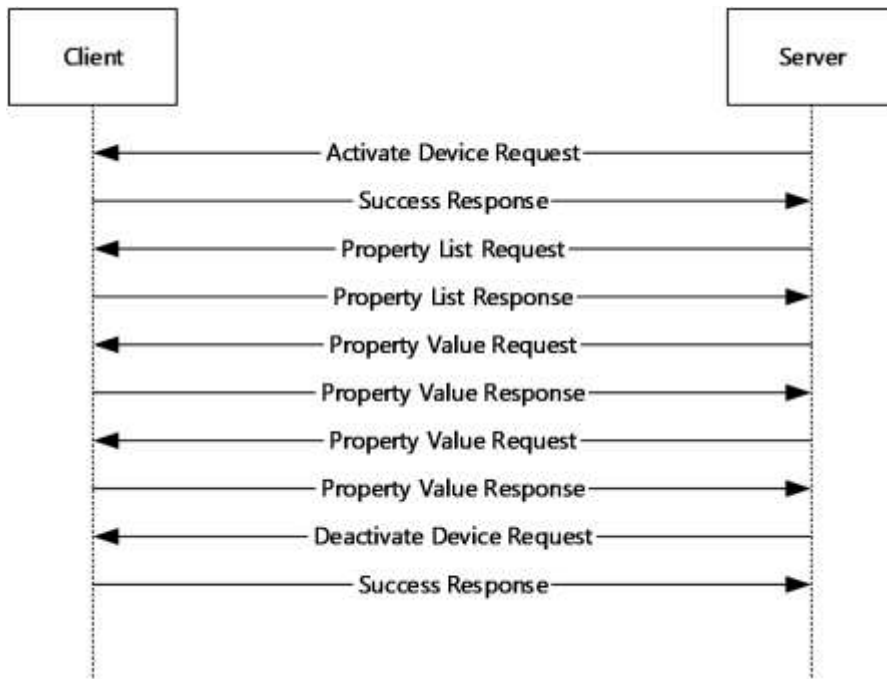 Client
Server
Activate Device Request
Success Response
Property List Request
Property List Response
Property Value Request
Property Value Response
Property Value Request
Property Value Response
Deactivate Device Request
Success Response